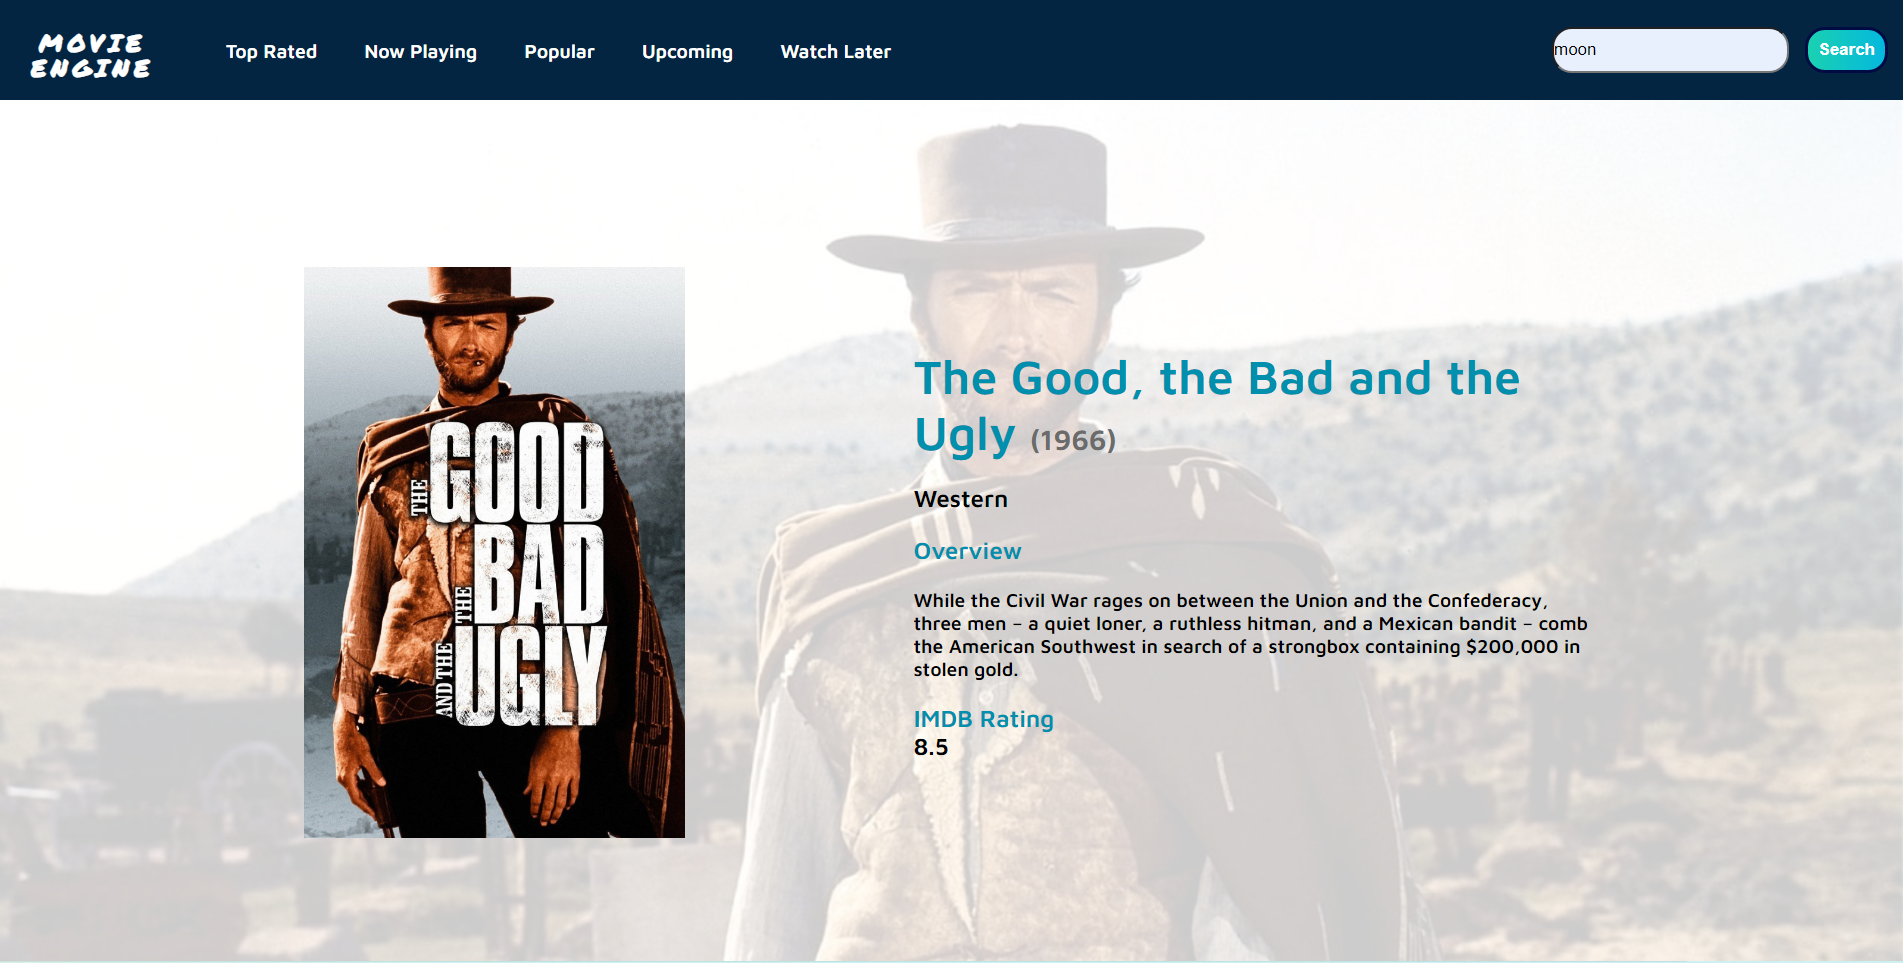 MOVIE
ENGINE
Top Rated
Now Playing
Popular
Upcoming
Watch Later
moon
Search
THE
GOOD
THE
BAD
AND THE
UGLY
The Good, the Bad and the
Ugly (1966)
Western
Overview
While the Civil War rages on between the Union and the Confederacy,
three men – a quiet loner, a ruthless hitman, and a Mexican bandit – comb
the American Southwest in search of a strongbox containing $200,000 in
stolen gold.
IMDB Rating
8.5